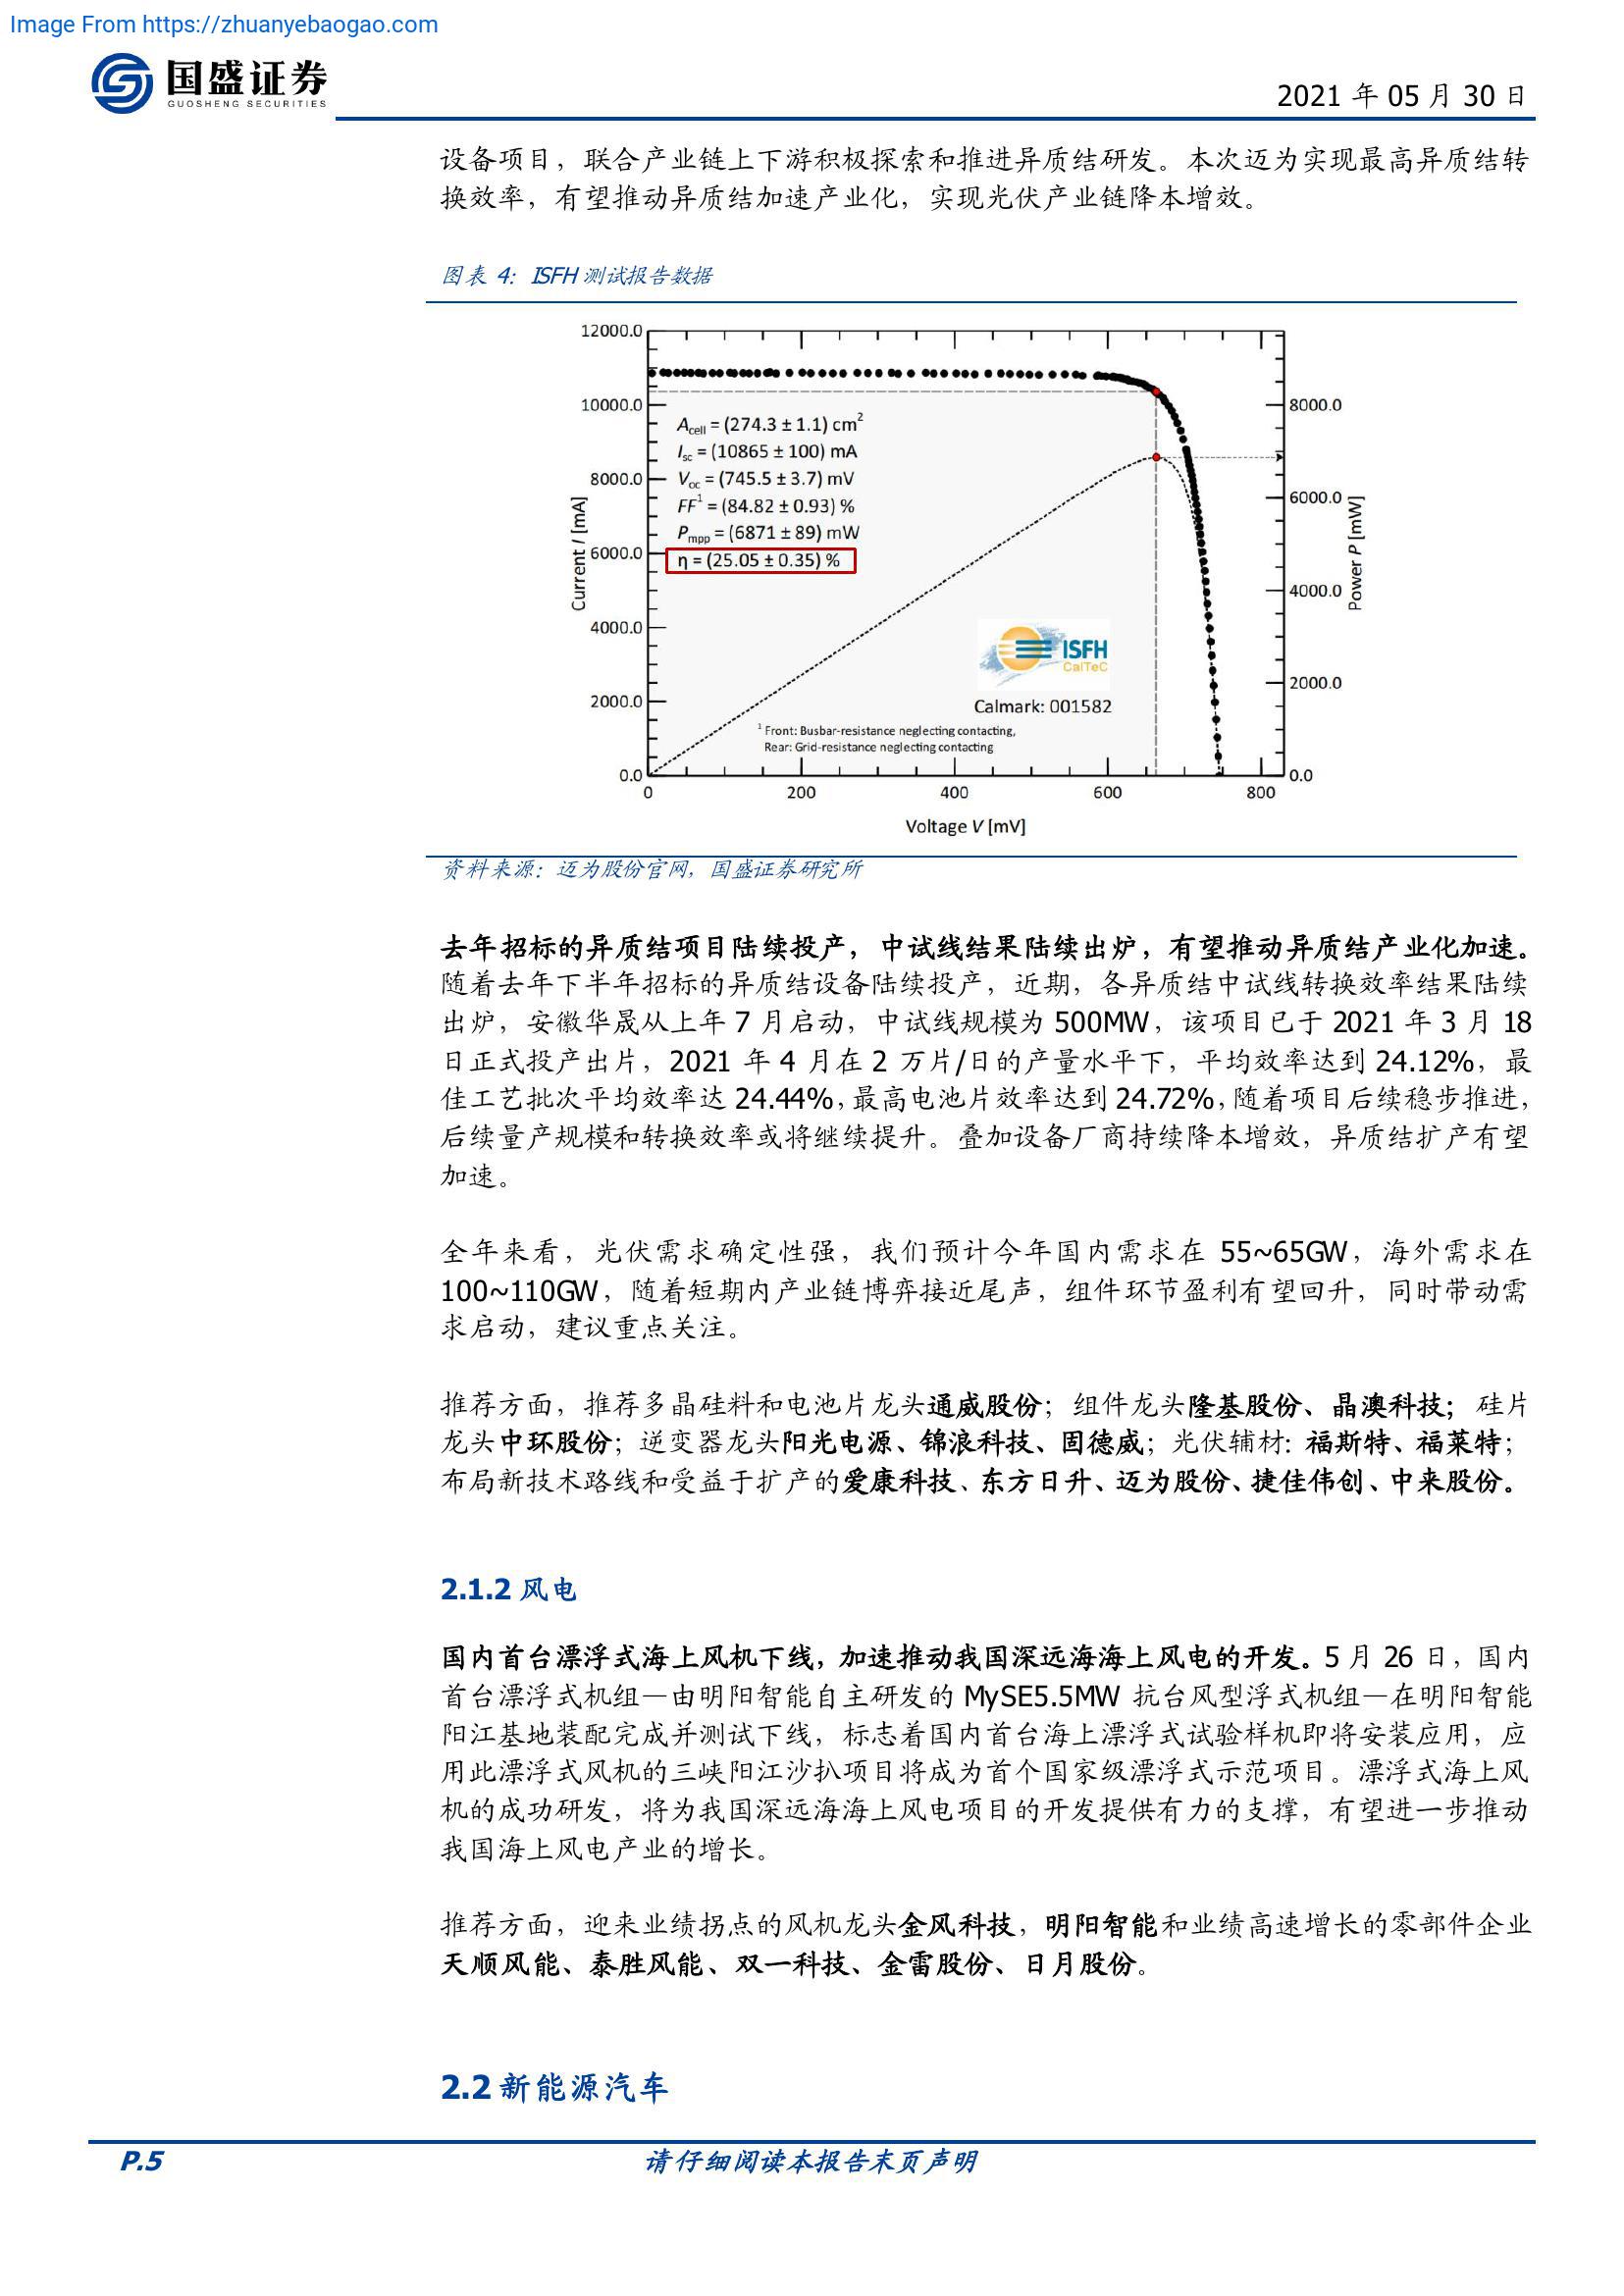 Image From https://zhuanyebaogao.com
国盛证券
GUOSHENG SECURITIES
2021 年 05 月 30 日
设备项目，联合产业链上下游积极探索和推进异质结研发。本次迈为实现最高异质结转
换效率，有望推动异质结加速产业化，实现光伏产业链降本增效。
图表 4：ISFH 测试报告数据
12000.0
10000.0
8000.0
6000.0
4000.0
2000.0
0.0
Current I [mA]
Acell = (274.3 ± 1.1) cm²
Isc = (10865 ± 100) mA
Voc = (745.5 ± 3.7) mV
FF¹ = (84.82 ± 0.93) %
Pmpp = (6871 ± 89) mW
η = (25.05 ± 0.35) %
ISFH
CalTeC
Calmark: 001582
¹ Front: Busbar-resistance neglecting contacting,
Rear: Grid-resistance neglecting contacting
8000.0
6000.0
4000.0
2000.0
0.0
Power P [mW]
0 200 400 600 800
Voltage V [mV]
资料来源：迈为股份官网，国盛证券研究所
去年招标的异质结项目陆续投产，中试线结果陆续出炉，有望推动异质结产业化加速。
随着去年下半年招标的异质结设备陆续投产，近期，各异质结中试线转换效率结果陆续
出炉，安徽华晟从上年 7 月启动，中试线规模为 500MW，该项目已于 2021 年 3 月 18
日正式投产出片，2021 年 4 月在 2 万片/日的产量水平下，平均效率达到 24.12%，最
佳工艺批次平均效率达 24.44%，最高电池片效率达到 24.72%，随着项目后续稳步推进，
后续量产规模和转换效率或将继续提升。叠加设备厂商持续降本增效，异质结扩产有望
加速。
全年来看，光伏需求确定性强，我们预计今年国内需求在 55~65GW，海外需求在
100~110GW，随着短期内产业链博弈接近尾声，组件环节盈利有望回升，同时带动需
求启动，建议重点关注。
推荐方面，推荐多晶硅料和电池片龙头通威股份；组件龙头隆基股份、晶澳科技；硅片
龙头中环股份；逆变器龙头阳光电源、锦浪科技、固德威；光伏辅材：福斯特、福莱特；
布局新技术路线和受益于扩产的爱康科技、东方日升、迈为股份、捷佳伟创、中来股份。
2.1.2 风电
国内首台漂浮式海上风机下线，加速推动我国深远海海上风电的开发。5 月 26 日，国内
首台漂浮式机组—由明阳智能自主研发的 MySE5.5MW 抗台风型浮式机组—在明阳智能
阳江基地装配完成并测试下线，标志着国内首台海上漂浮式试验样机即将安装应用，应
用此漂浮式风机的三峡阳江沙扒项目将成为首个国家级漂浮式示范项目。漂浮式海上风
机的成功研发，将为我国深远海海上风电项目的开发提供有力的支撑，有望进一步推动
我国海上风电产业的增长。
推荐方面，迎来业绩拐点的风机龙头金风科技，明阳智能和业绩高速增长的零部件企业
天顺风能、泰胜风能、双一科技、金雷股份、日月股份。
2.2 新能源汽车
P.5
请仔细阅读本报告末页声明